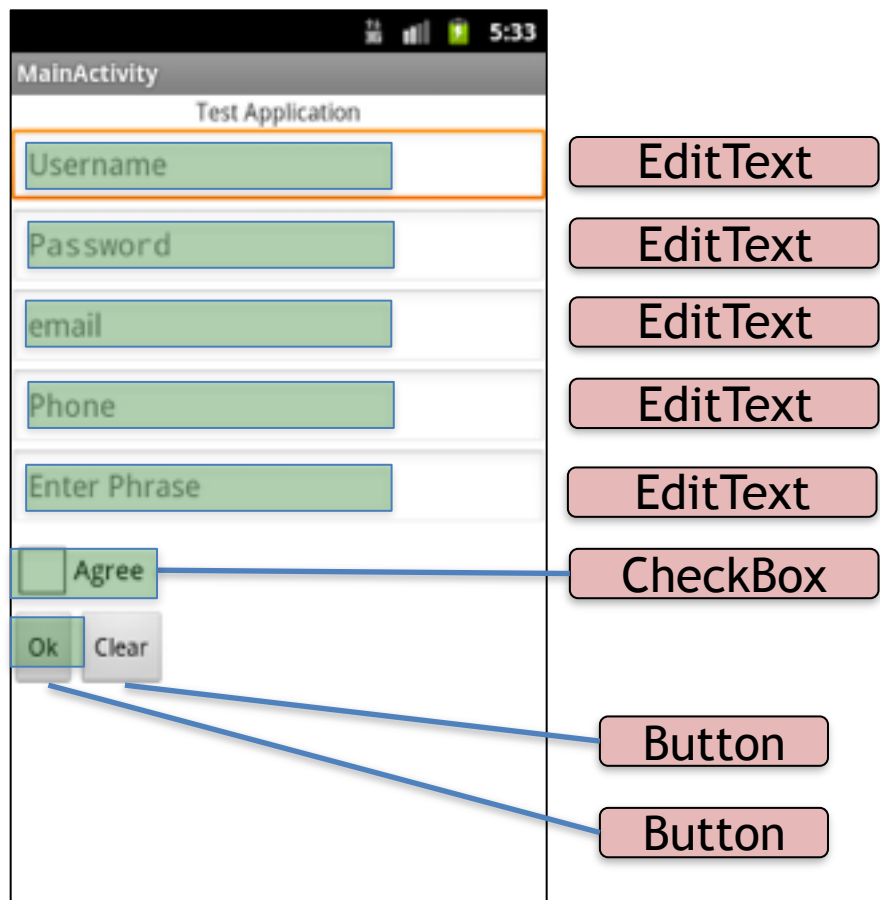 5:33
MainActivity
Test Application
Username
EditText
Password
EditText
email
EditText
Phone
EditText
Enter Phrase
EditText
Agree
CheckBox
Ok Clear
Button
Button